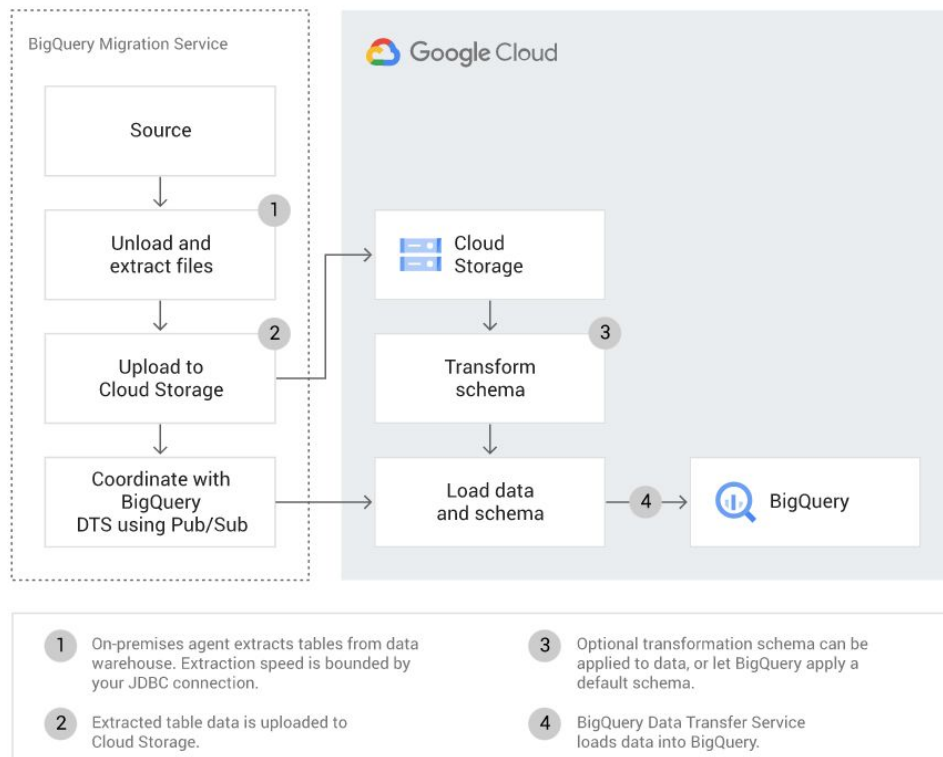 BigQuery Migration Service
Google Cloud
Source
1
Unload and
extract files
Cloud
Storage
2
Upload to
Cloud Storage
3
Transform
schema
Coordinate with
BigQuery
DTS using Pub/Sub
Load data
and schema
4
BigQuery
1
On-premises agent extracts tables from data
warehouse. Extraction speed is bounded by
your JDBC connection.
2
Extracted table data is uploaded to
Cloud Storage.
3
Optional transformation schema can be
applied to data, or let BigQuery apply a
default schema.
4
BigQuery Data Transfer Service
loads data into BigQuery.